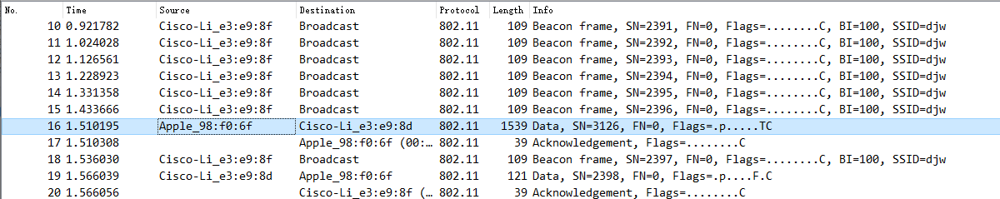 No. Time Source Destination Protocol Length Info
10 0.921782 Cisco-Li_e3:e9:8f Broadcast 802.11 109 Beacon frame, SN=2391, FN=0, Flags=........C, BI=100, SSID=djw
11 1.024028 Cisco-Li_e3:e9:8f Broadcast 802.11 109 Beacon frame, SN=2392, FN=0, Flags=........C, BI=100, SSID=djw
12 1.126561 Cisco-Li_e3:e9:8f Broadcast 802.11 109 Beacon frame, SN=2393, FN=0, Flags=........C, BI=100, SSID=djw
13 1.228923 Cisco-Li_e3:e9:8f Broadcast 802.11 109 Beacon frame, SN=2394, FN=0, Flags=........C, BI=100, SSID=djw
14 1.331358 Cisco-Li_e3:e9:8f Broadcast 802.11 109 Beacon frame, SN=2395, FN=0, Flags=........C, BI=100, SSID=djw
15 1.433666 Cisco-Li_e3:e9:8f Broadcast 802.11 109 Beacon frame, SN=2396, FN=0, Flags=........C, BI=100, SSID=djw
16 1.510195 Apple_98:f0:6f Cisco-Li_e3:e9:8d 802.11 1539 Data, SN=3126, FN=0, Flags=.p.....TC
17 1.510308 Apple_98:f0:6f (00:... 802.11 39 Acknowledgement, Flags=........C
18 1.536030 Cisco-Li_e3:e9:8f Broadcast 802.11 109 Beacon frame, SN=2397, FN=0, Flags=........C, BI=100, SSID=djw
19 1.566039 Cisco-Li_e3:e9:8d Apple_98:f0:6f 802.11 121 Data, SN=2398, FN=0, Flags=.p....F.C
20 1.566056 Cisco-Li_e3:e9:8f (... 802.11 39 Acknowledgement, Flags=........C